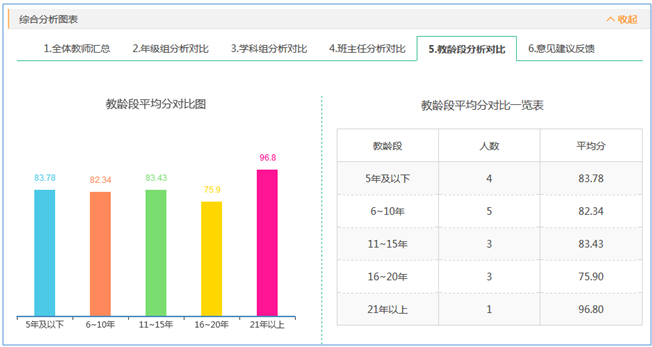 综合分析图表
收起
1.全体教师汇总 2.年级组分析对比 3.学科组分析对比 4.班主任分析对比 5.教龄段分析对比 6.意见建议反馈
教龄段平均分对比图
83.78 82.34 83.43 75.9 96.8
5年及以下 6~10年 11~15年 16~20年 21年以上
教龄段平均分对比一览表
教龄段 人数 平均分
5年及以下 4 83.78
6~10年 5 82.34
11~15年 3 83.43
16~20年 3 75.90
21年以上 1 96.80